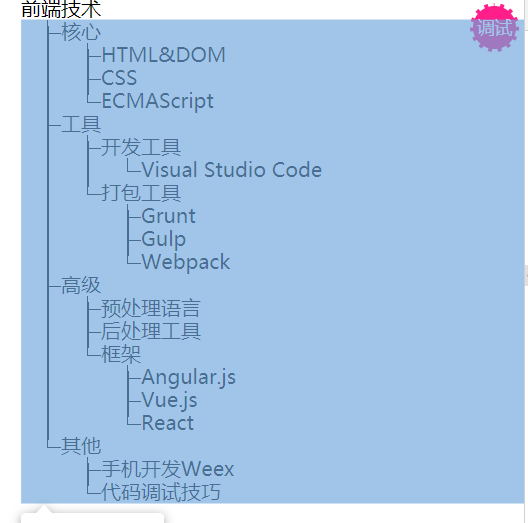 前端技术
调试
核心
HTML&DOM
CSS
ECMAScript
工具
开发工具
Visual Studio Code
打包工具
Grunt
Gulp
Webpack
高级
预处理语言
后处理工具
框架
Angular.js
Vue.js
React
其他
手机开发Weex
代码调试技巧